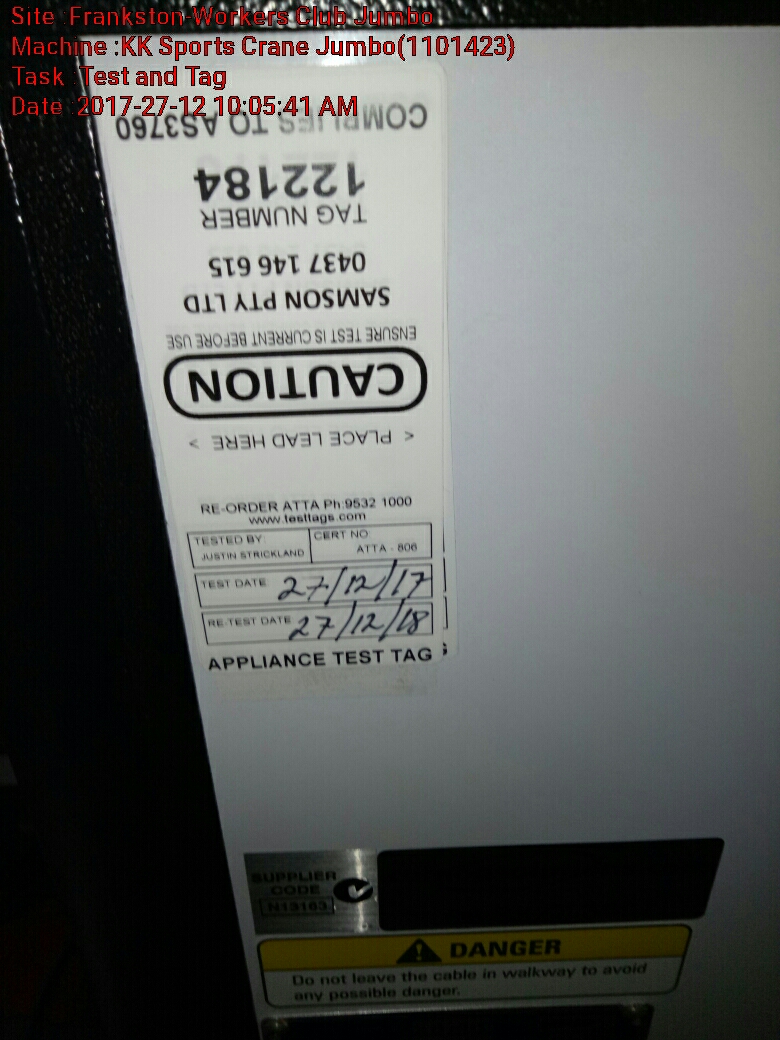 Site :Frankston Workers Club Jumbo
Machine :KK Sports Crane Jumbo(1101423)
Task :Test and Tag
Date :2017-27-12 10:05:41 AM
COMPLIES TO AS3760
122184
TAG NUMBER
0437 146 615
SAMSON PTY LTD
ENSURE TEST IS CURRENT BEFORE USE
CAUTION
< PLACE LEAD HERE >
RE-ORDER ATTA Ph:9532 1000
www.testtags.com
TESTED BY: CERT NO
JUSTIN STRICKLAND ATTA - 806
TEST DATE 27/12/17
RE-TEST DATE 27/12/18
APPLIANCE TEST TAG
SUPPLIER
CODE
N13163
DANGER
Do not leave the cable in walkway to avoid
any possible danger.